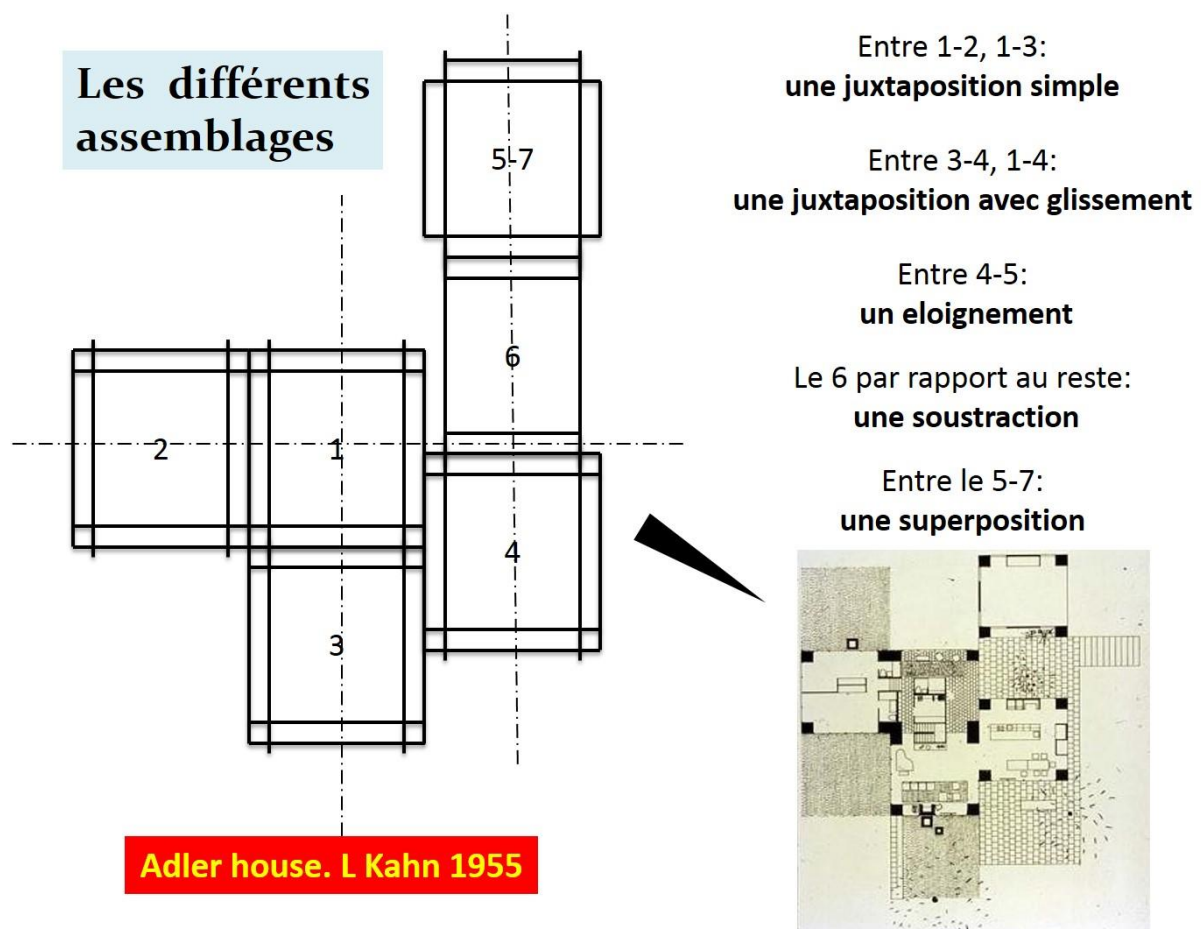 Les différents
assemblages
5-7
6
2
1
4
3
Adler house. L Kahn 1955
Entre 1-2, 1-3:
une juxtaposition simple
Entre 3-4, 1-4:
une juxtaposition avec glissement
Entre 4-5:
un eloignement
Le 6 par rapport au reste:
une soustraction
Entre le 5-7:
une superposition